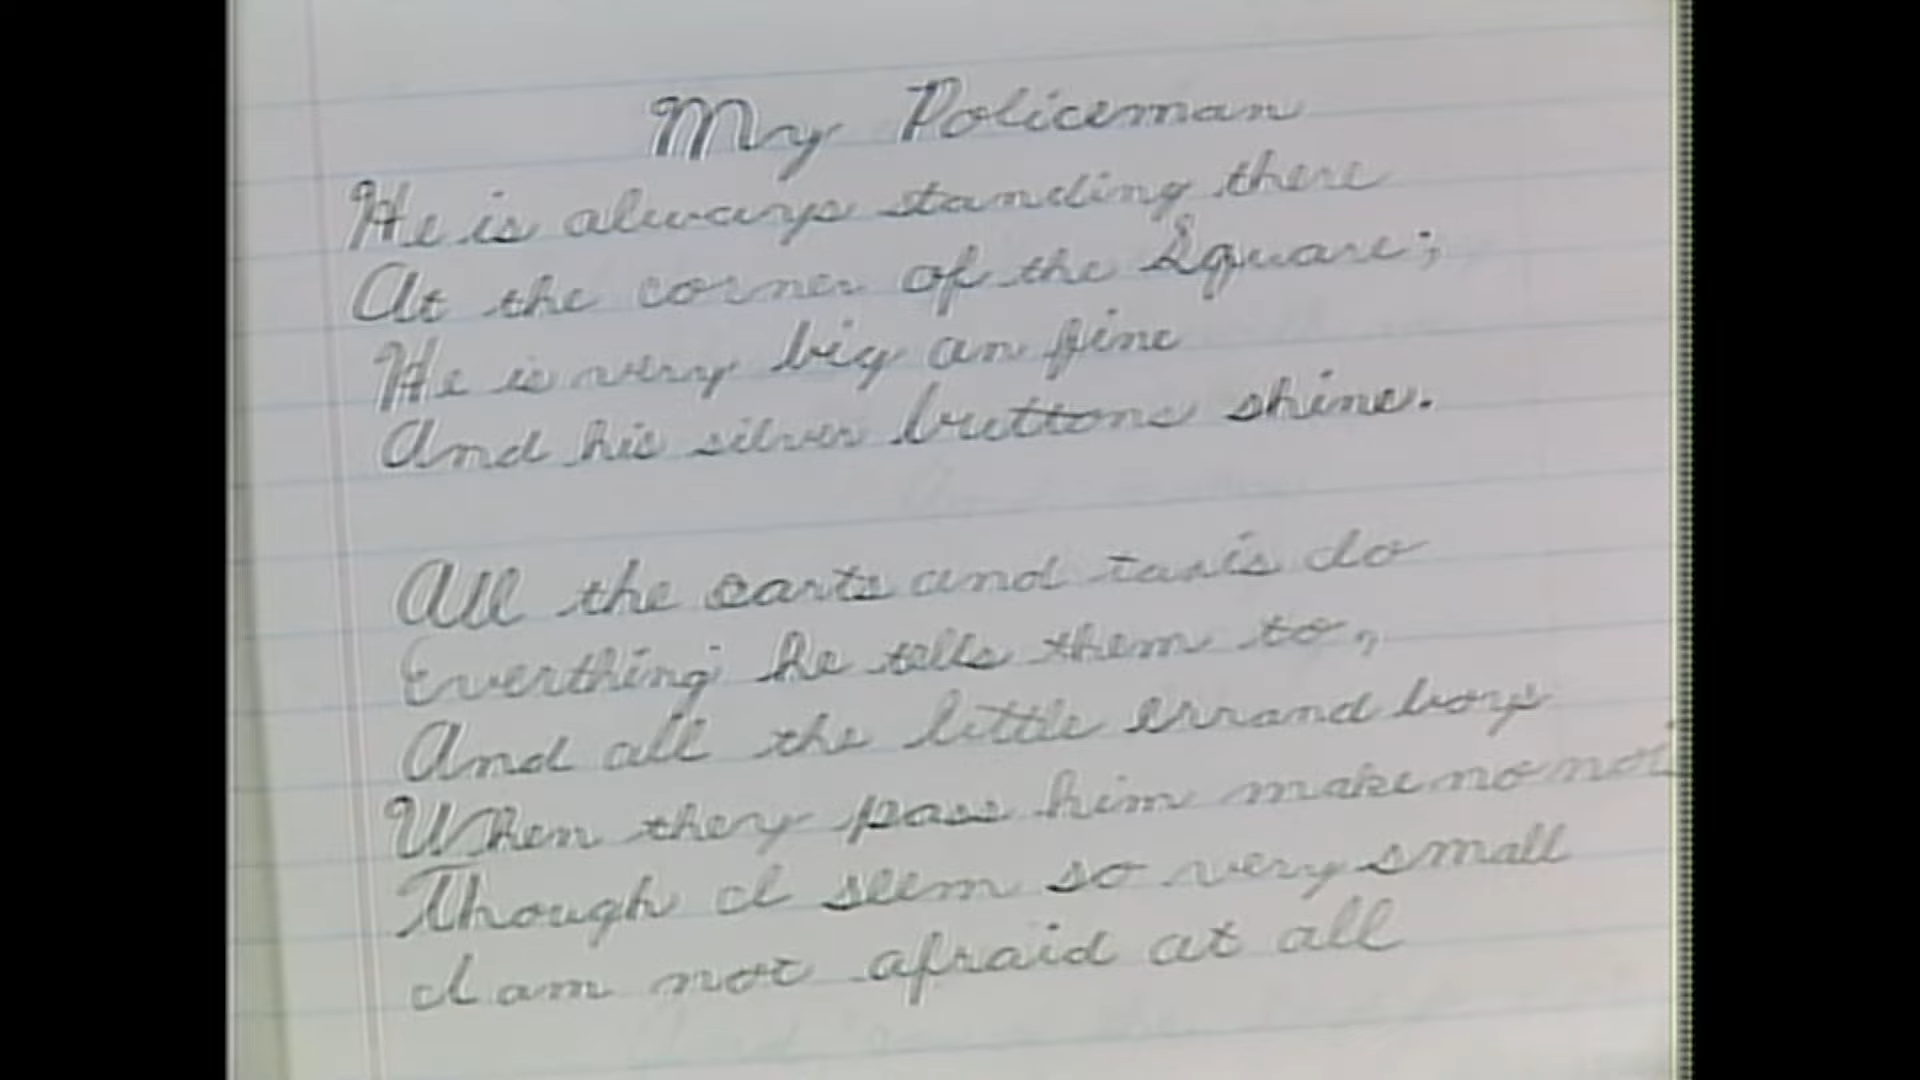 My Policeman
He is always standing there
At the corner of the Square;
He is very big an fine
And his silver buttons shine.
All the carts and taxis do
Everthing he tells them to,
And all the little errand boys
When they pass him make no noi
Though I seem so very small
I am not afraid at all